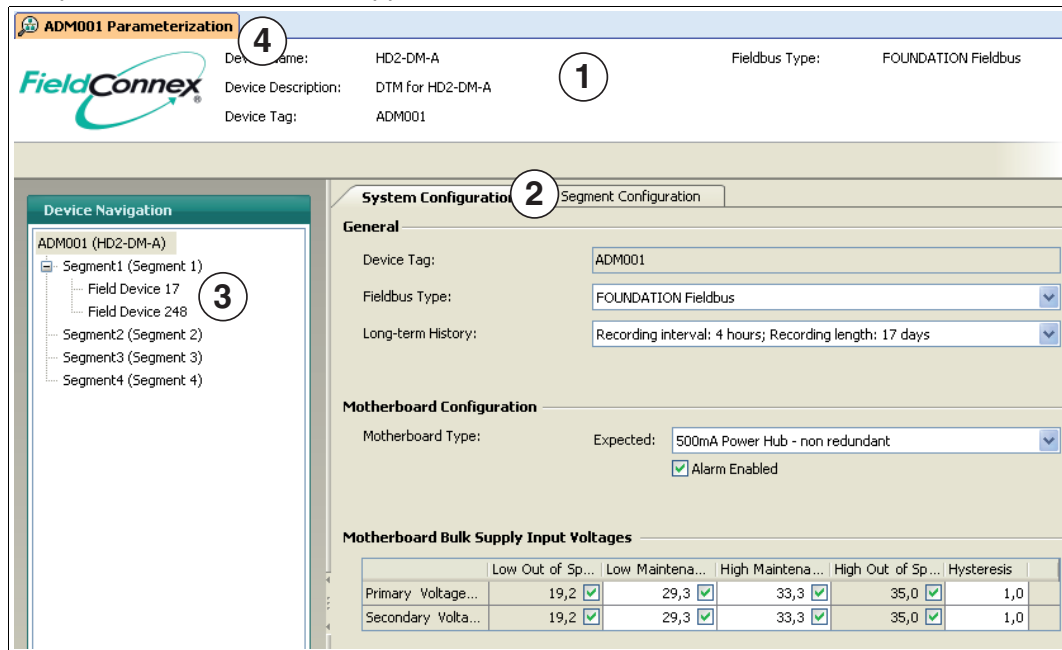 ADM001 Parameterization
4
Device Name: HD2-DM-A Fieldbus Type: FOUNDATION Fieldbus
1
FieldConnex®
Device Description: DTM for HD2-DM-A
Device Tag: ADM001
System Configuration 2 Segment Configuration
Device Navigation
ADM001 (HD2-DM-A)
Segment1 (Segment 1)
Field Device 17
3
Field Device 248
Segment2 (Segment 2)
Segment3 (Segment 3)
Segment4 (Segment 4)
General
Device Tag: ADM001
Fieldbus Type: FOUNDATION Fieldbus
Long-term History: Recording interval: 4 hours; Recording length: 17 days
Motherboard Configuration
Motherboard Type: Expected: 500mA Power Hub - non redundant
Alarm Enabled
Motherboard Bulk Supply Input Voltages
Low Out of Sp... Low Maintena... High Maintena... High Out of Sp... Hysteresis
Primary Voltage... 19,2 29,3 33,3 35,0 1,0
Secondary Volta... 19,2 29,3 33,3 35,0 1,0